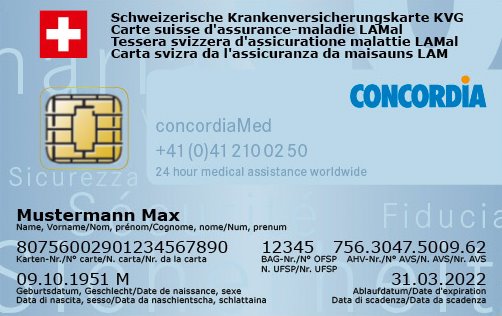 Schweizerische Krankenversicherungskarte KVG
Carte suisse d'assurance-maladie LAMal
Tessera svizzera d'assicuratione malattie LAMal
Carta svizra da l'assicuranza da maisauns LAM
CONCORDIA
concordiaMed
+41 (0)41 210 02 50
24 hour medical assistance worldwide
Sicurezza
Sécurité
Fiducia
Mustermann Max
Name, Vorname/Nom, prénom/Cognome, nome/Num, prenum
80756002901234567890 12345 756.3047.5009.62
Karten-Nr./N° carte/N. carta/Nr. da la carta BAG-Nr./N° OFSP AHV-Nr./N° AVS/N. AVS/Nr. AVS
N. UFSP/Nr. UFSP
09.10.1951 M 31.03.2022
Geburtsdatum, Geschlecht/Date de naissance, sexe Ablaufdatum/Date d'expiration
Data di nascita, sesso/Data da naschientscha, schlattaina Data di scadenza/Data da scadenza